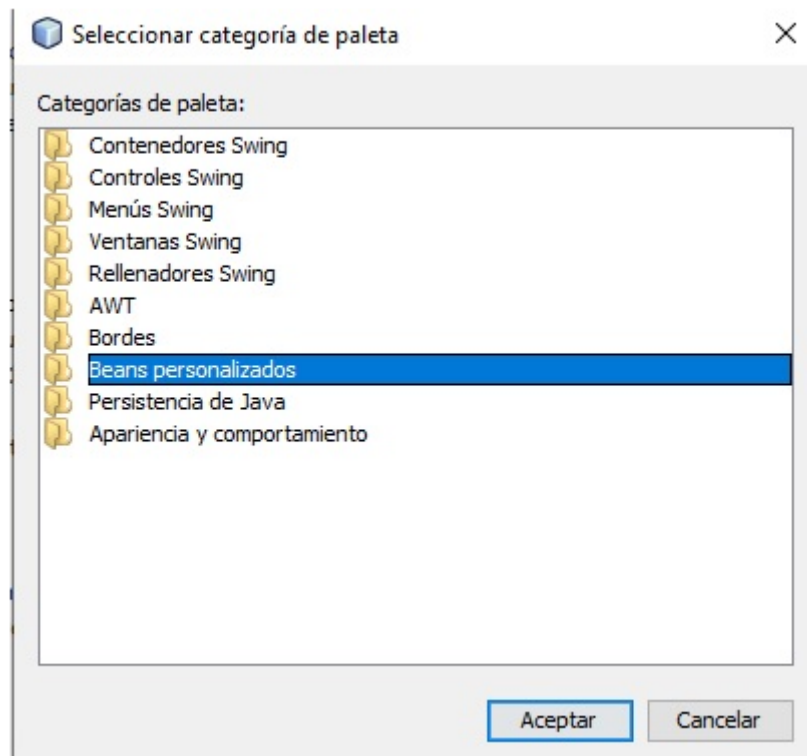 Seleccionar categoría de paleta
Categorías de paleta:
Contenedores Swing
Controles Swing
Menús Swing
Ventanas Swing
Rellenadores Swing
AWT
Bordes
Beans personalizados
Persistencia de Java
Apariencia y comportamiento
Aceptar
Cancelar